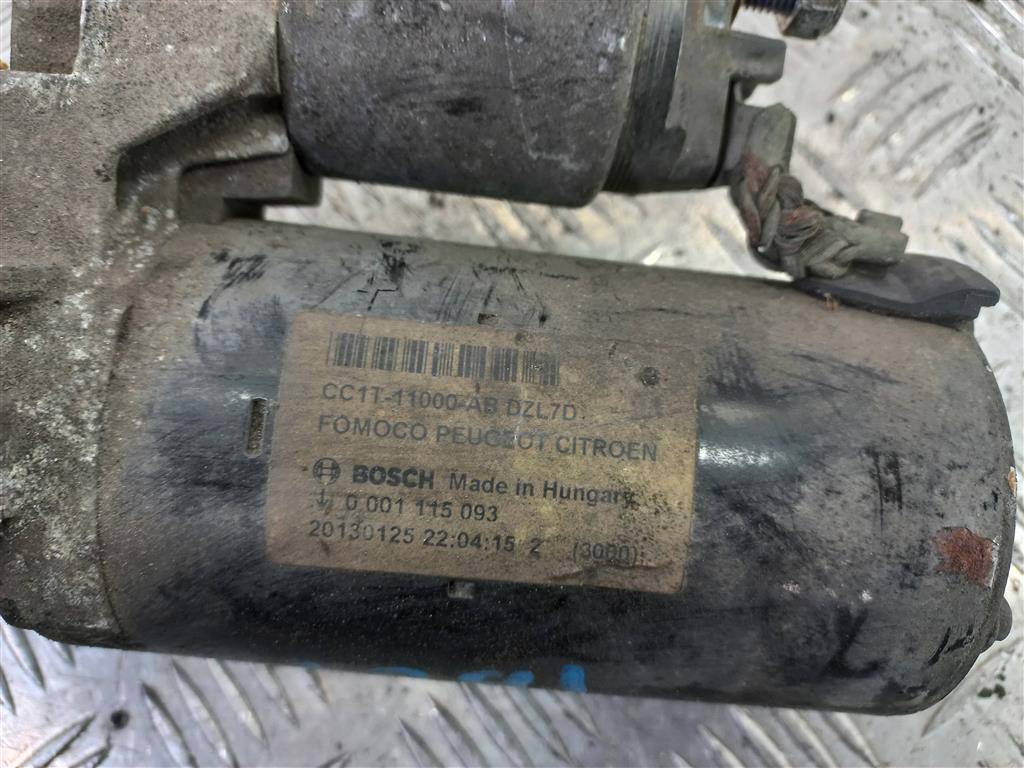 CC1T-11000-AB DZL7D
FOMOCO PEUGEOT CITROEN
BOSCH Made in Hungary
0 001 115 093
20130125 22:04:15 2 (3000)